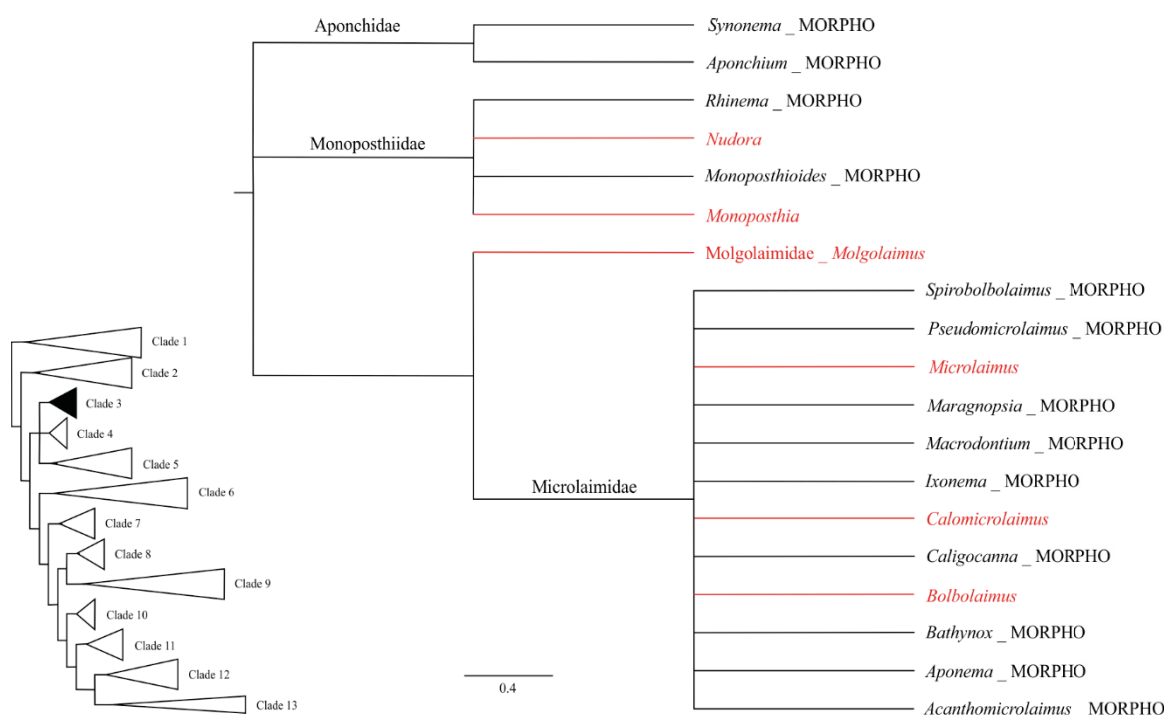 Aponchidae
Synonema _ MORPHO
Aponchium _ MORPHO
Monoposthiidae
Rhinema _ MORPHO
Nudora
Monoposthioides _ MORPHO
Monoposthia
Molgolaimidae _ Molgolaimus
Microlaimidae
Spirobolbolaimus _ MORPHO
Pseudomicrolaimus _ MORPHO
Microlaimus
Maragnopsia _ MORPHO
Macrodontium _ MORPHO
Ixonema _ MORPHO
Calomicrolaimus
Caligocanna _ MORPHO
Bolbolaimus
Bathynox _ MORPHO
Aponema _ MORPHO
Acanthomicrolaimus _ MORPHO
Clade 1
Clade 2
Clade 3
Clade 4
Clade 5
Clade 6
Clade 7
Clade 8
Clade 9
Clade 10
Clade 11
Clade 12
Clade 13
0.4